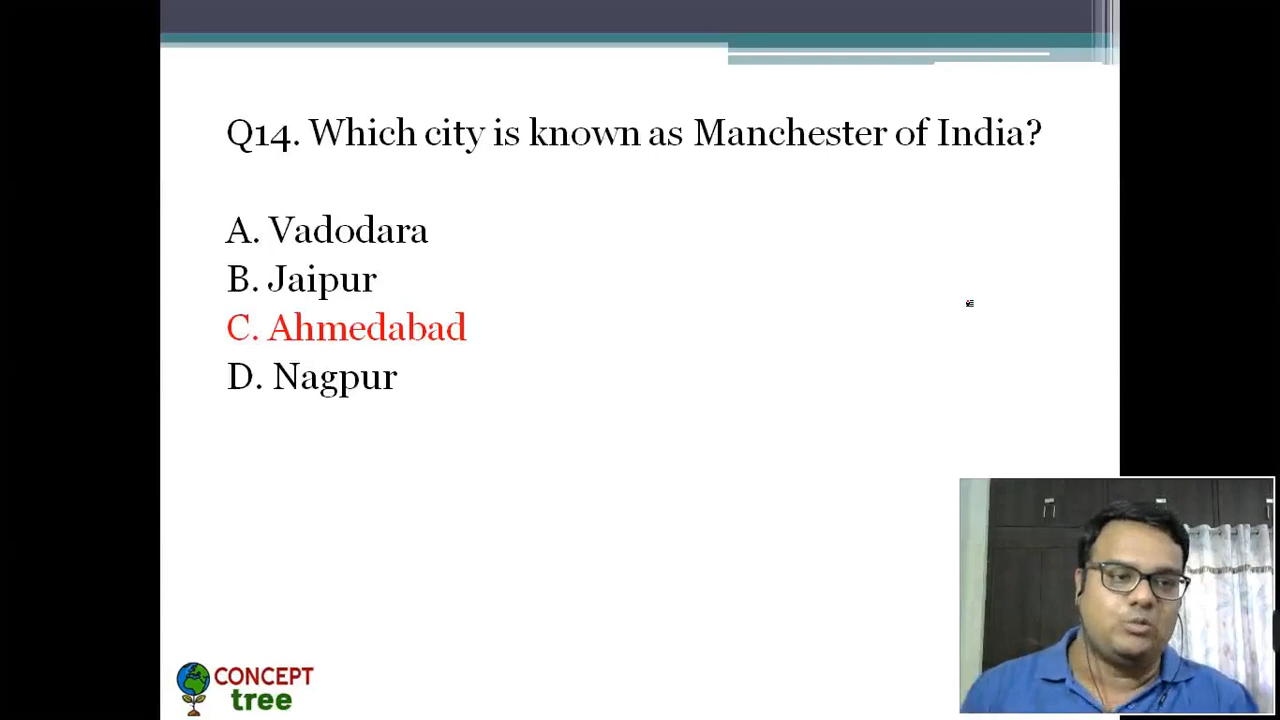 Q14. Which city is known as Manchester of India?
A. Vadodara
B. Jaipur
C. Ahmedabad
D. Nagpur
CONCEPT
tree